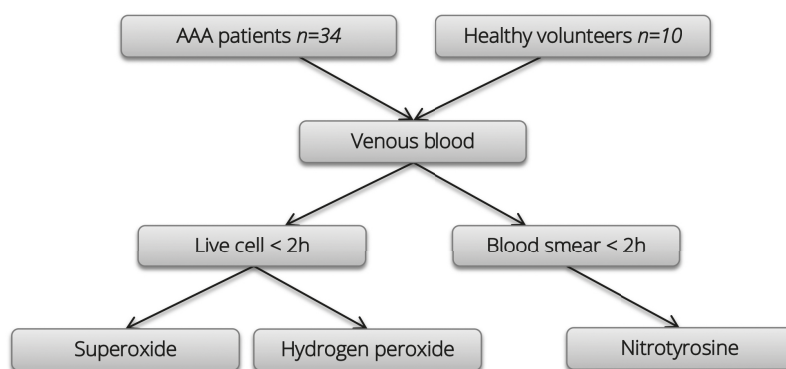 AAA patients n=34
Healthy volunteers n=10
Venous blood
Live cell < 2h
Blood smear < 2h
Superoxide
Hydrogen peroxide
Nitrotyrosine